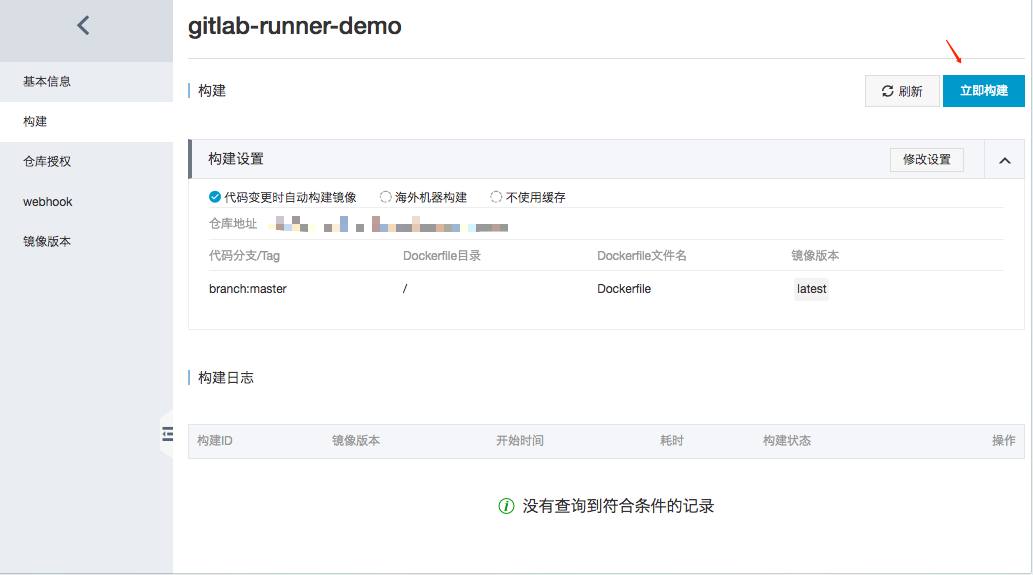 gitlab-runner-demo
基本信息
构建
仓库授权
webhook
镜像版本
构建
刷新
立即构建
构建设置
修改设置
代码变更时自动构建镜像 海外机器构建 不使用缓存
仓库地址
代码分支/Tag Dockerfile目录 Dockerfile文件名 镜像版本
branch:master / Dockerfile latest
构建日志
构建ID 镜像版本 开始时间 耗时 构建状态 操作
没有查询到符合条件的记录